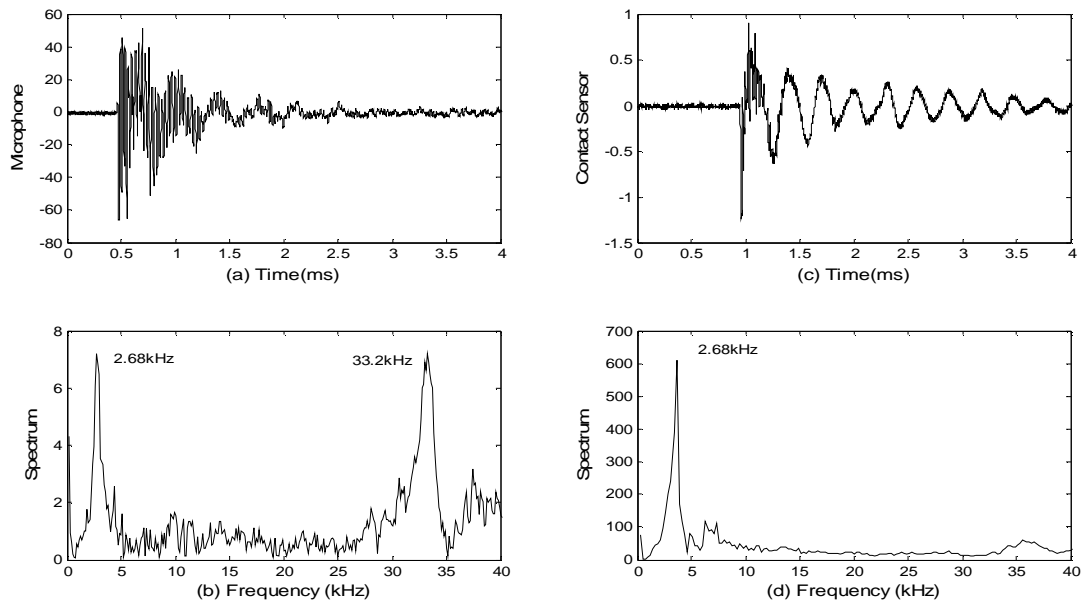 60
40
20
0
-20
-40
-60
-80
Microphone
0 0.5 1 1.5 2 2.5 3 3.5 4
(a) Time(ms)
1
0.5
0
-0.5
-1
-1.5
Contact Sensor
0 0.5 1 1.5 2 2.5 3 3.5 4
(c) Time(ms)
8
6
4
2
0
Spectrum
2.68kHz
33.2kHz
0 5 10 15 20 25 30 35 40
(b) Frequency (kHz)
700
600
500
400
300
200
100
0
Spectrum
2.68kHz
0 5 10 15 20 25 30 35 40
(d) Frequency (kHz)